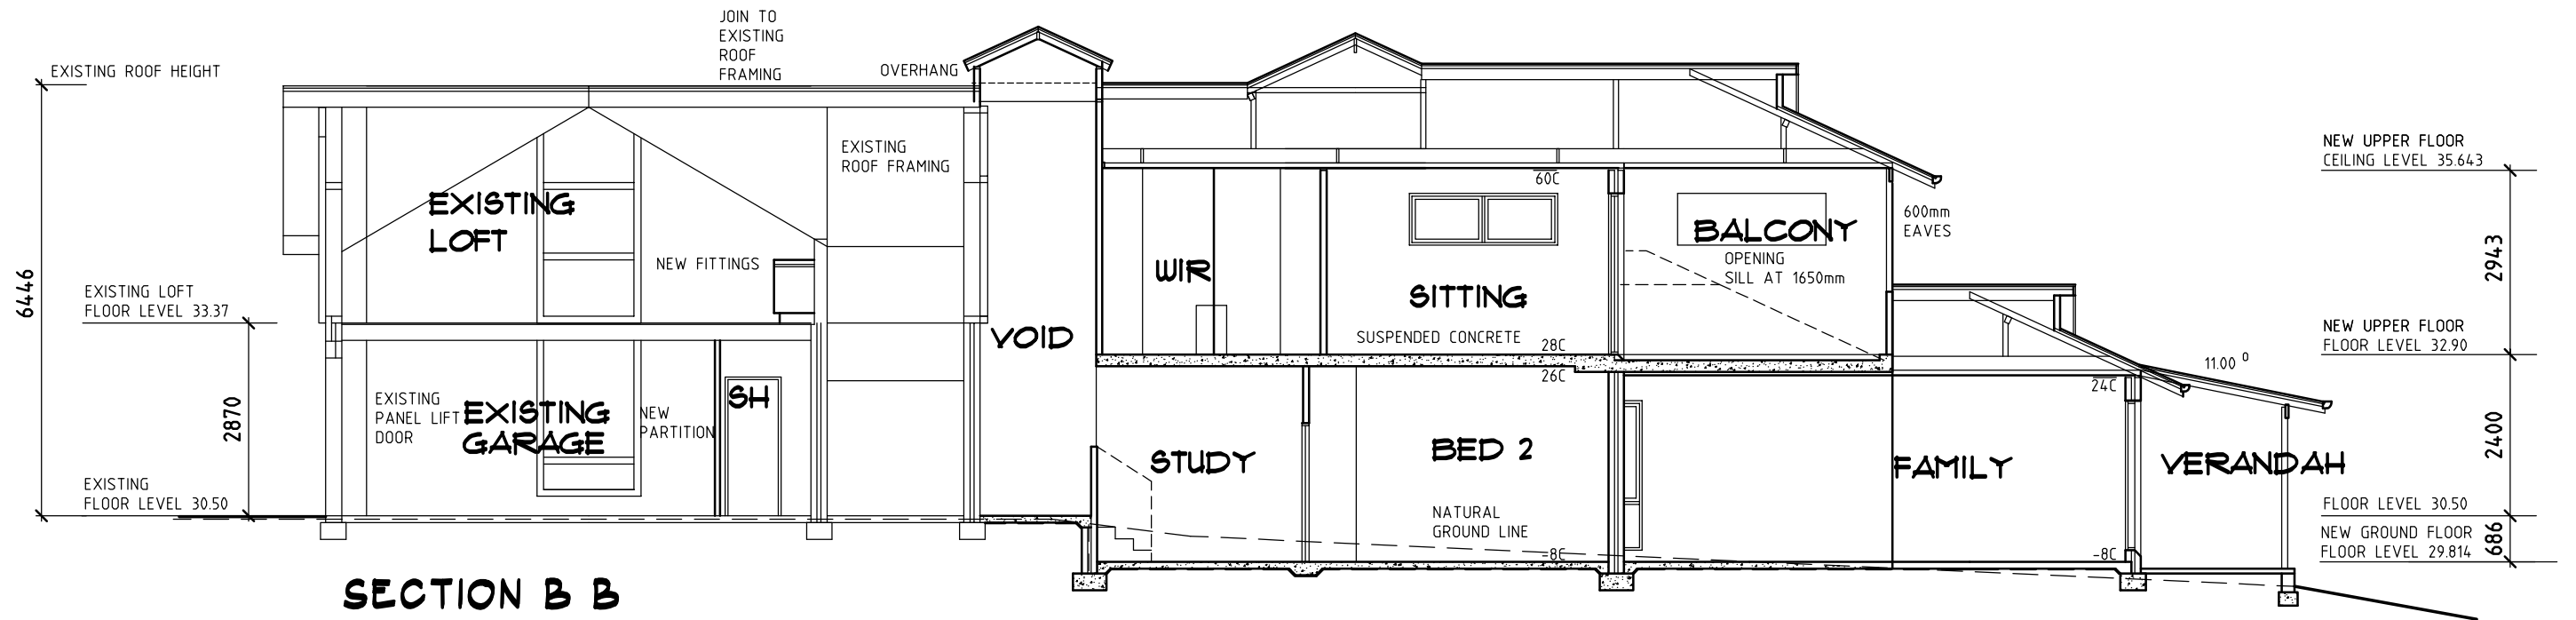 JOIN TO
EXISTING
ROOF
FRAMING
OVERHANG
EXISTING ROOF HEIGHT
EXISTING
ROOF FRAMING
EXISTING
LOFT
NEW FITTINGS
EXISTING LOFT
FLOOR LEVEL 33.37
6446
2870
EXISTING
PANEL LIFT
DOOR
EXISTING
GARAGE
NEW
PARTITION
SH
EXISTING
FLOOR LEVEL 30.50
VOID
WIR
SITTING
60C
SUSPENDED CONCRETE
28C
26C
BALCONY
OPENING
SILL AT 1650mm
600mm
EAVES
STUDY
BED 2
NATURAL
GROUND LINE
-8C
FAMILY
24C
-8C
11.00 °
VERANDAH
NEW UPPER FLOOR
CEILING LEVEL 35.643
2943
NEW UPPER FLOOR
FLOOR LEVEL 32.90
2400
FLOOR LEVEL 30.50
NEW GROUND FLOOR
FLOOR LEVEL 29.814
686
SECTION B B